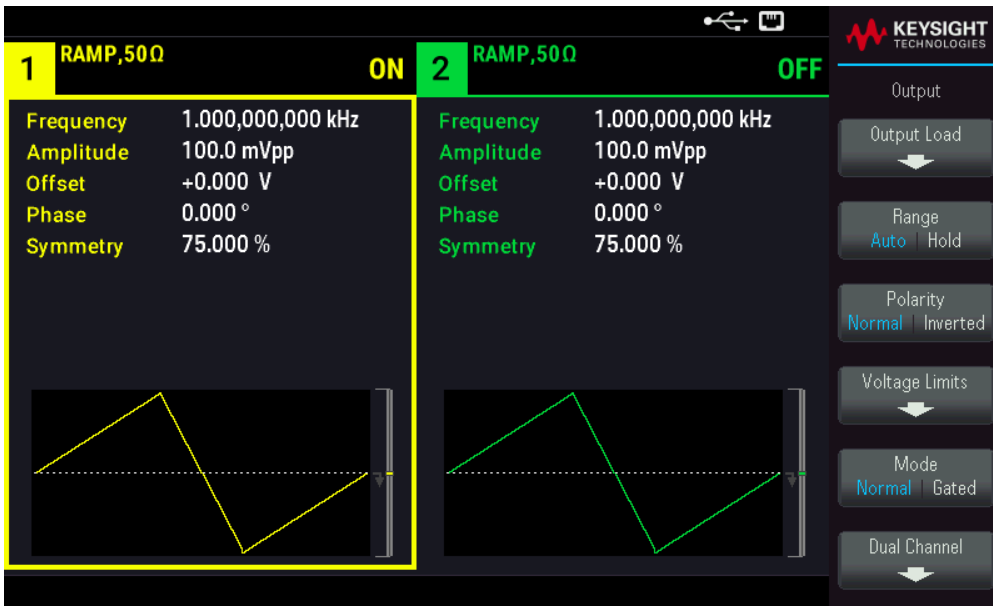 KEYSIGHT
TECHNOLOGIES
1 RAMP,50Ω ON
Frequency 1.000,000,000 kHz
Amplitude 100.0 mVpp
Offset +0.000 V
Phase 0.000 °
Symmetry 75.000 %
2 RAMP,50Ω OFF
Frequency 1.000,000,000 kHz
Amplitude 100.0 mVpp
Offset +0.000 V
Phase 0.000 °
Symmetry 75.000 %
Output
Output Load
Range
Auto | Hold
Polarity
Normal | Inverted
Voltage Limits
Mode
Normal | Gated
Dual Channel